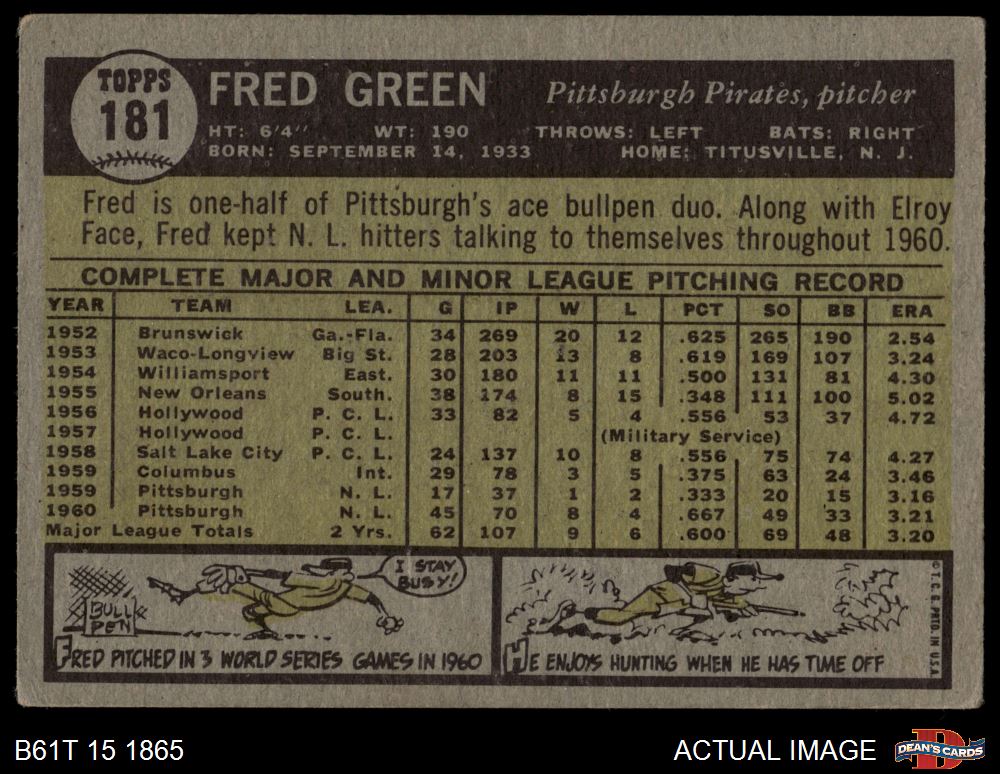 TOPPS
181
FRED GREEN
Pittsburgh Pirates, pitcher
HT: 6'4" WT: 190 THROWS: LEFT BATS: RIGHT
BORN: SEPTEMBER 14, 1933 HOME: TITUSVILLE, N. J.
Fred is one-half of Pittsburgh's ace bullpen duo. Along with Elroy
Face, Fred kept N. L. hitters talking to themselves throughout 1960.
COMPLETE MAJOR AND MINOR LEAGUE PITCHING RECORD
YEAR TEAM LEA. G IP W L PCT SO BB ERA
1952 Brunswick Ga.-Fla. 34 269 20 12 .625 265 190 2.54
1953 Waco-Longview Big St. 28 203 13 8 .619 169 107 3.24
1954 Williamsport East. 30 180 11 11 .500 131 81 4.30
1955 New Orleans South. 38 174 8 15 .348 111 100 5.02
1956 Hollywood P. C. L. 33 82 5 4 .556 53 37 4.72
1957 Hollywood P. C. L. (Military Service)
1958 Salt Lake City P. C. L. 24 137 10 8 .556 75 74 4.27
1959 Columbus Int. 29 78 3 5 .375 63 24 3.46
1959 Pittsburgh N. L. 17 37 1 2 .333 20 15 3.16
1960 Pittsburgh N. L. 45 70 8 4 .667 49 33 3.21
Major League Totals 2 Yrs. 62 107 9 6 .600 69 48 3.20
I STAY
BUSY!
BULL
PEN
FRED PITCHED IN 3 WORLD SERIES GAMES IN 1960
HE ENJOYS HUNTING WHEN HE HAS TIME OFF
© T. C. G. PRTD. IN U.S.A.
B61T 15 1865
ACTUAL IMAGE
DEAN'S CARDS